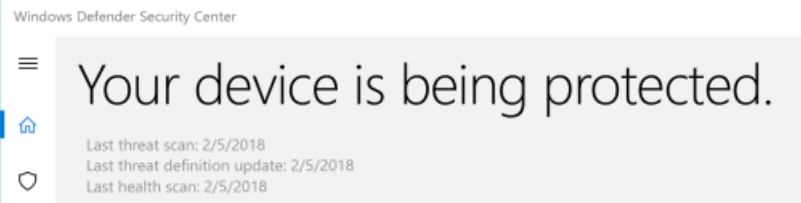 Windows Defender Security Center
Your device is being protected.
Last threat scan: 2/5/2018
Last threat definition update: 2/5/2018
Last health scan: 2/5/2018